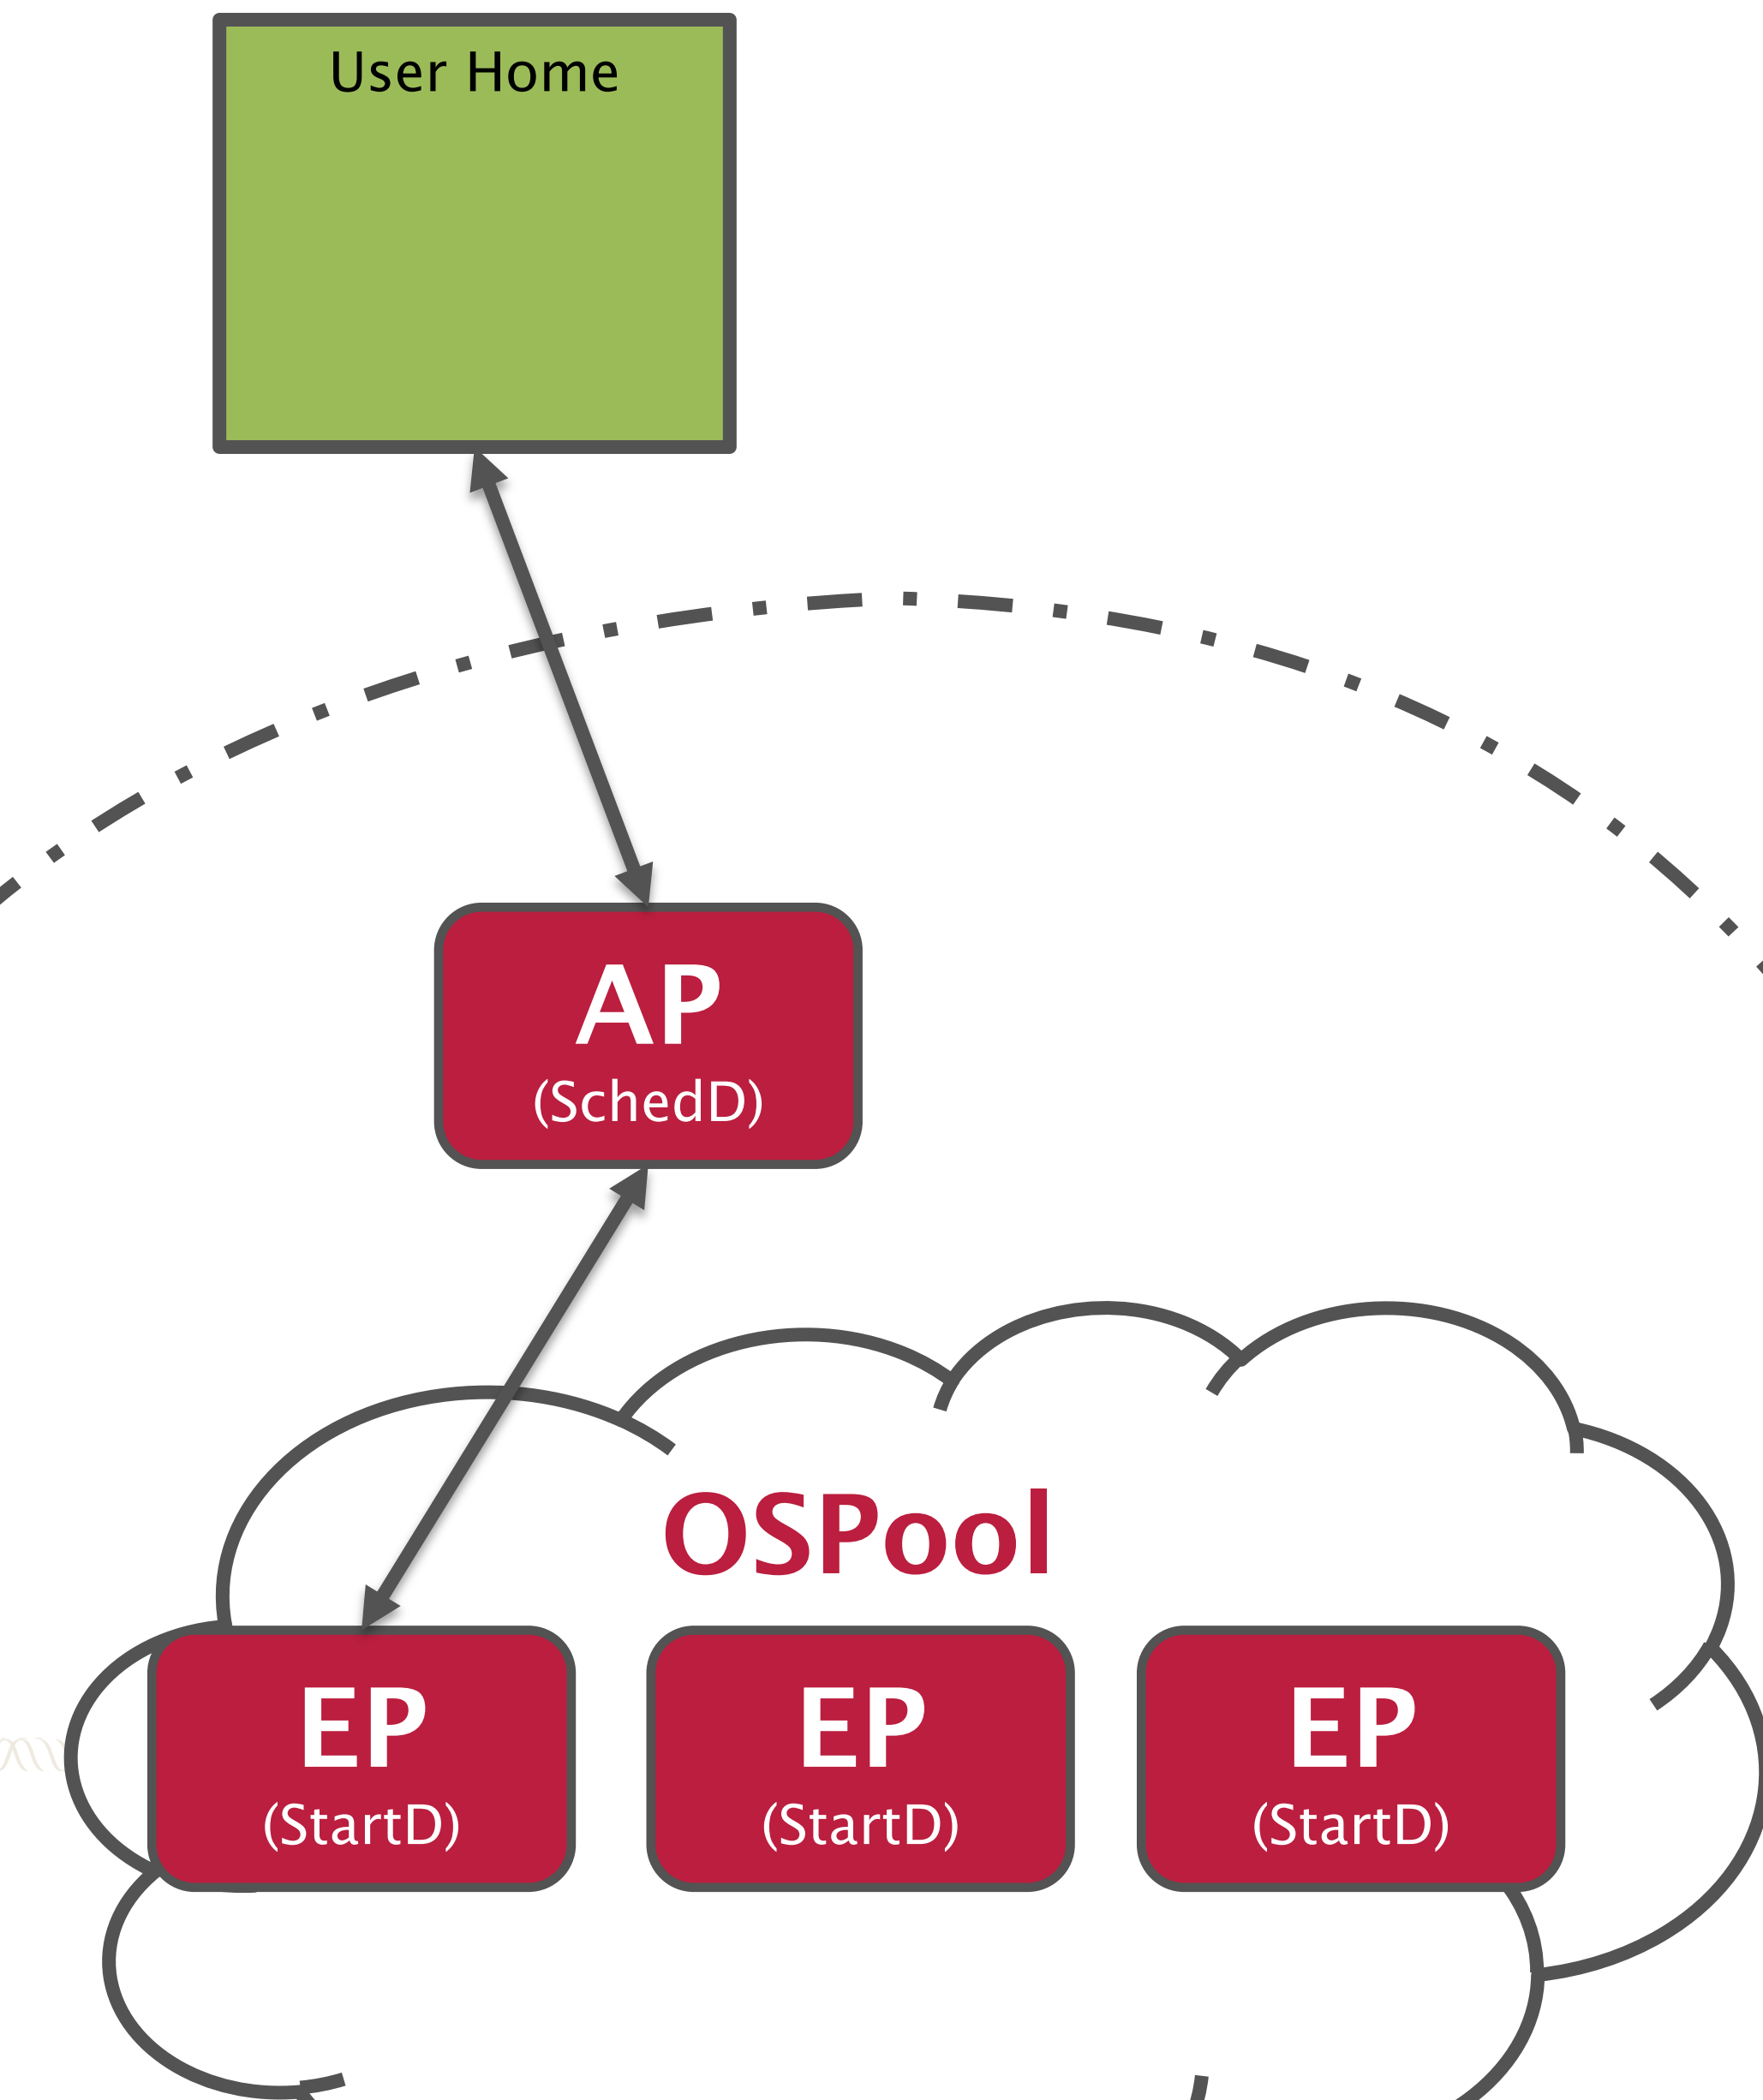 User Home
AP
(SchedD)
OSPool
EP
(StartD)
EP
(StartD)
EP
(StartD)